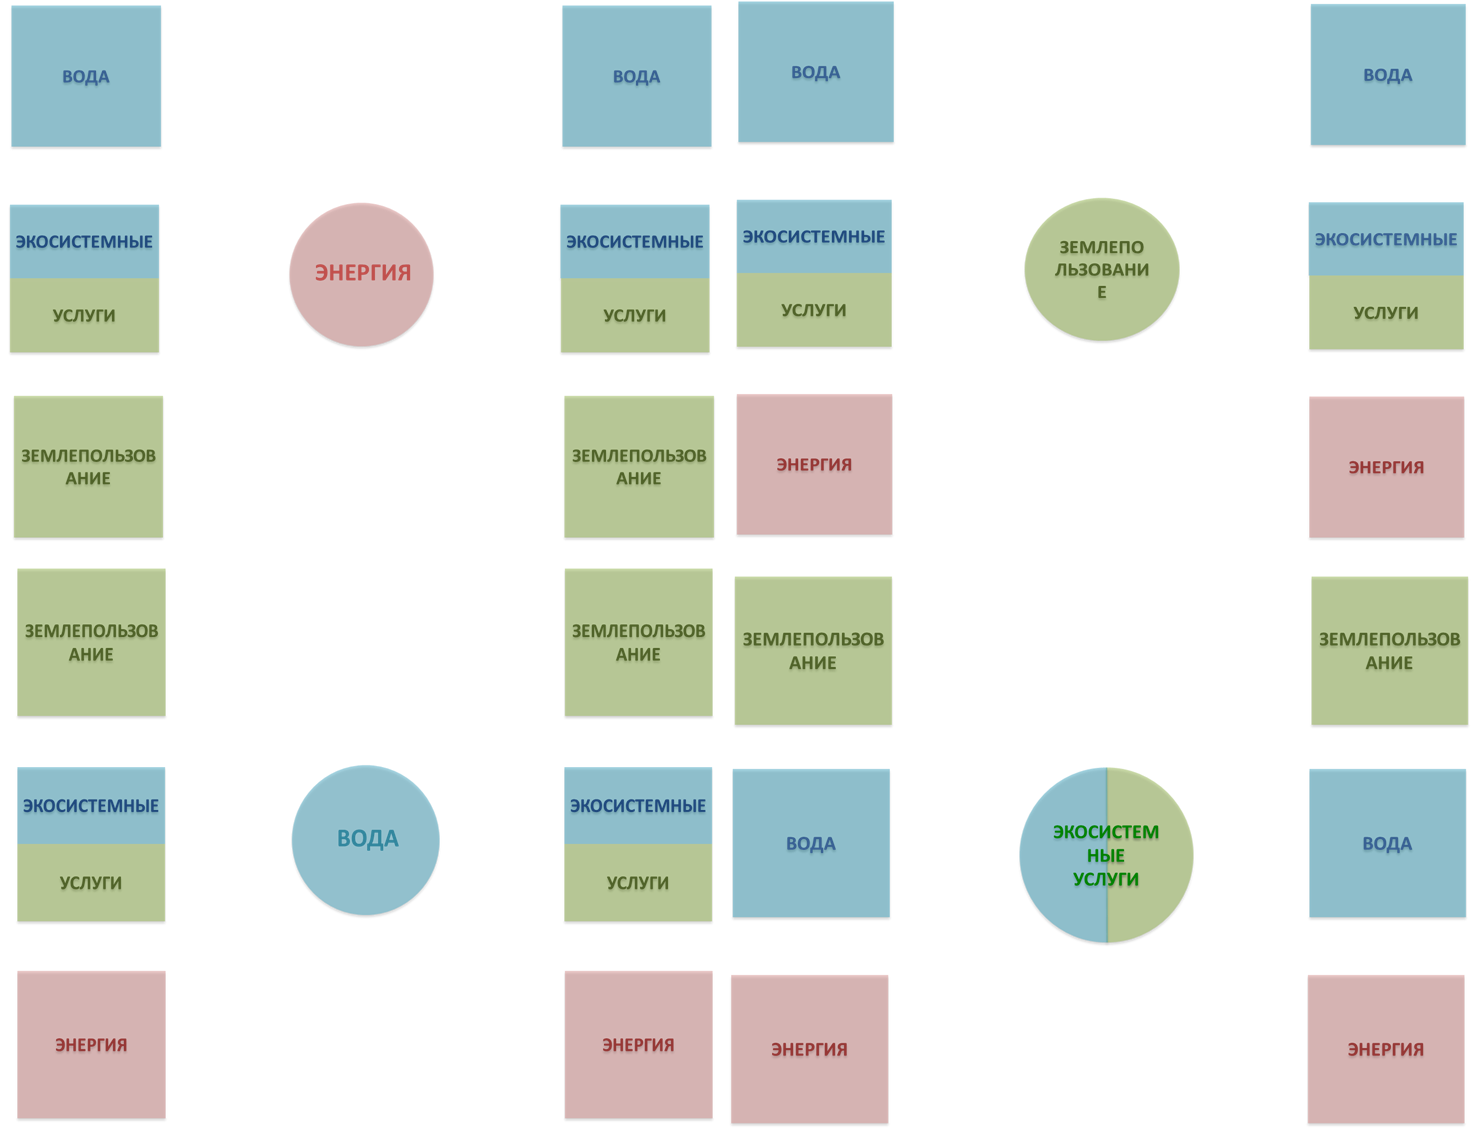 ВОДА
ЭКОСИСТЕМНЫЕ
УСЛУГИ
ЗЕМЛЕПОЛЬЗОВ
АНИЕ
ЭНЕРГИЯ
ВОДА
ЭКОСИСТЕМНЫЕ
УСЛУГИ
ЗЕМЛЕПОЛЬЗОВ
АНИЕ
ВОДА
ЭКОСИСТЕМНЫЕ
УСЛУГИ
ЭНЕРГИЯ
ЗЕМЛЕПО
ЛЬЗОВАНИ
Е
ВОДА
ЭКОСИСТЕМНЫЕ
УСЛУГИ
ЭНЕРГИЯ
ЗЕМЛЕПОЛЬЗОВ
АНИЕ
ЭКОСИСТЕМНЫЕ
УСЛУГИ
ЭНЕРГИЯ
ВОДА
ЗЕМЛЕПОЛЬЗОВ
АНИЕ
ЭКОСИСТЕМНЫЕ
УСЛУГИ
ЭНЕРГИЯ
ЗЕМЛЕПОЛЬЗОВ
АНИЕ
ВОДА
ЭНЕРГИЯ
ЭКОСИСТЕМ
НЫЕ
УСЛУГИ
ЗЕМЛЕПОЛЬЗОВ
АНИЕ
ВОДА
ЭНЕРГИЯ